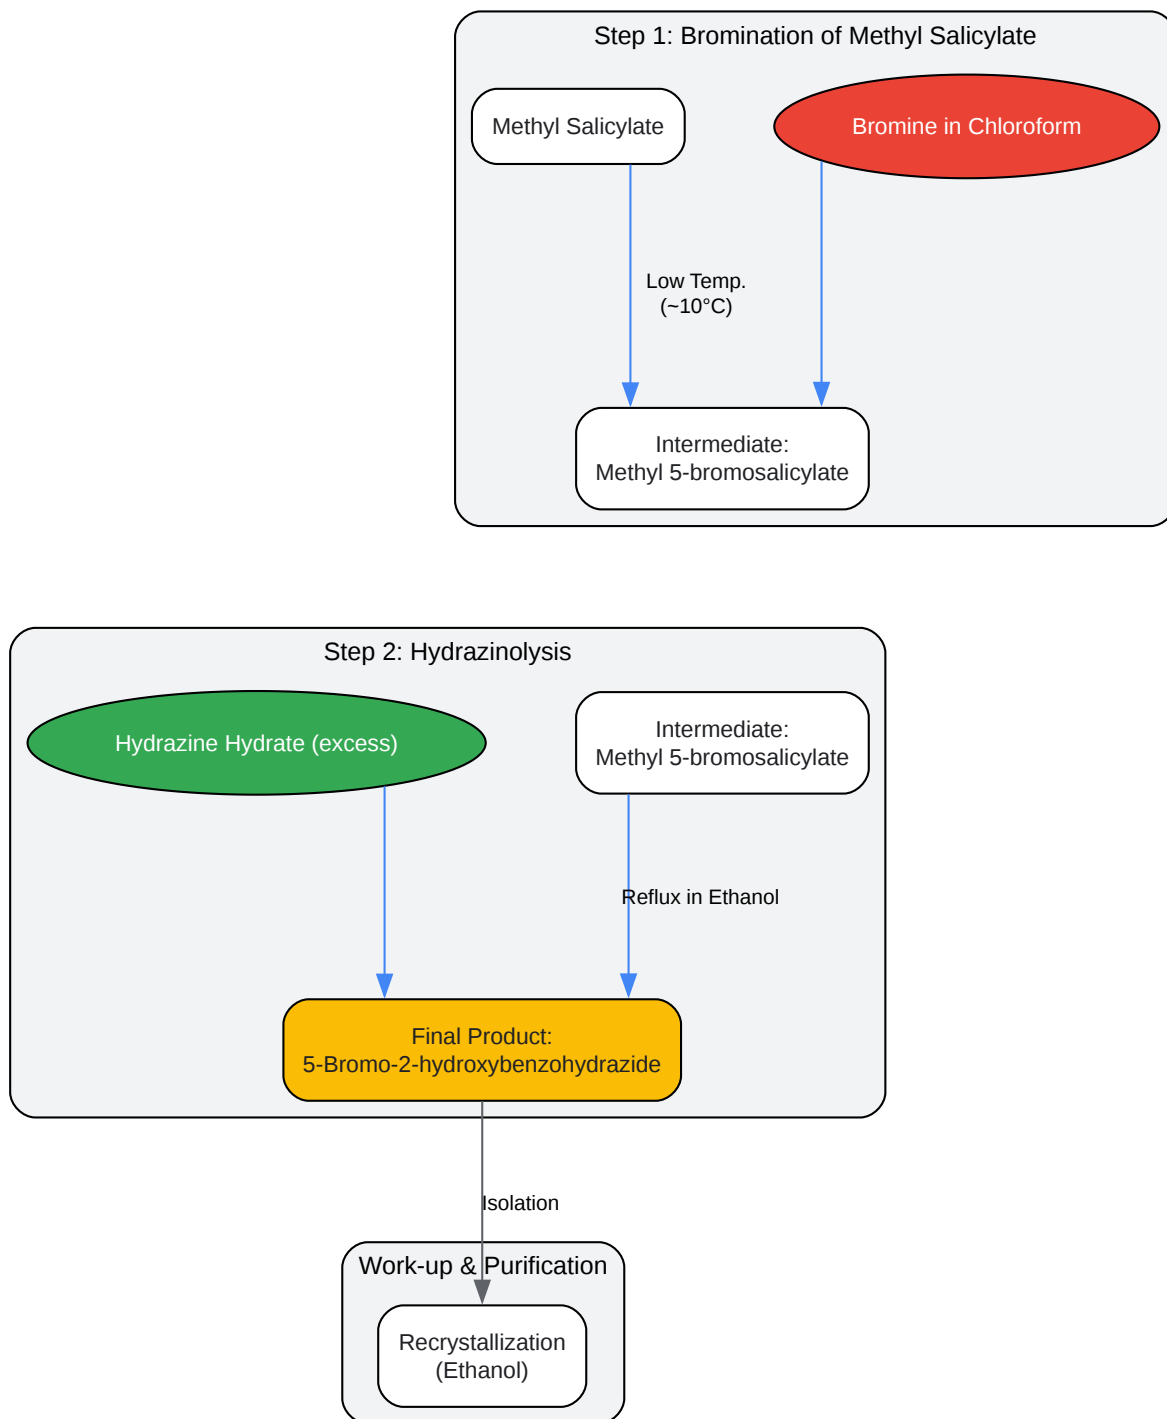 Step 1: Bromination of Methyl Salicylate
Methyl Salicylate
Bromine in Chloroform
Low Temp.
(~10°C)
Intermediate:
Methyl 5-bromosalicylate
Step 2: Hydrazinolysis
Hydrazine Hydrate (excess)
Intermediate:
Methyl 5-bromosalicylate
Reflux in Ethanol
Final Product:
5-Bromo-2-hydroxybenzohydrazide
Isolation
Work-up & Purification
Recrystallization
(Ethanol)